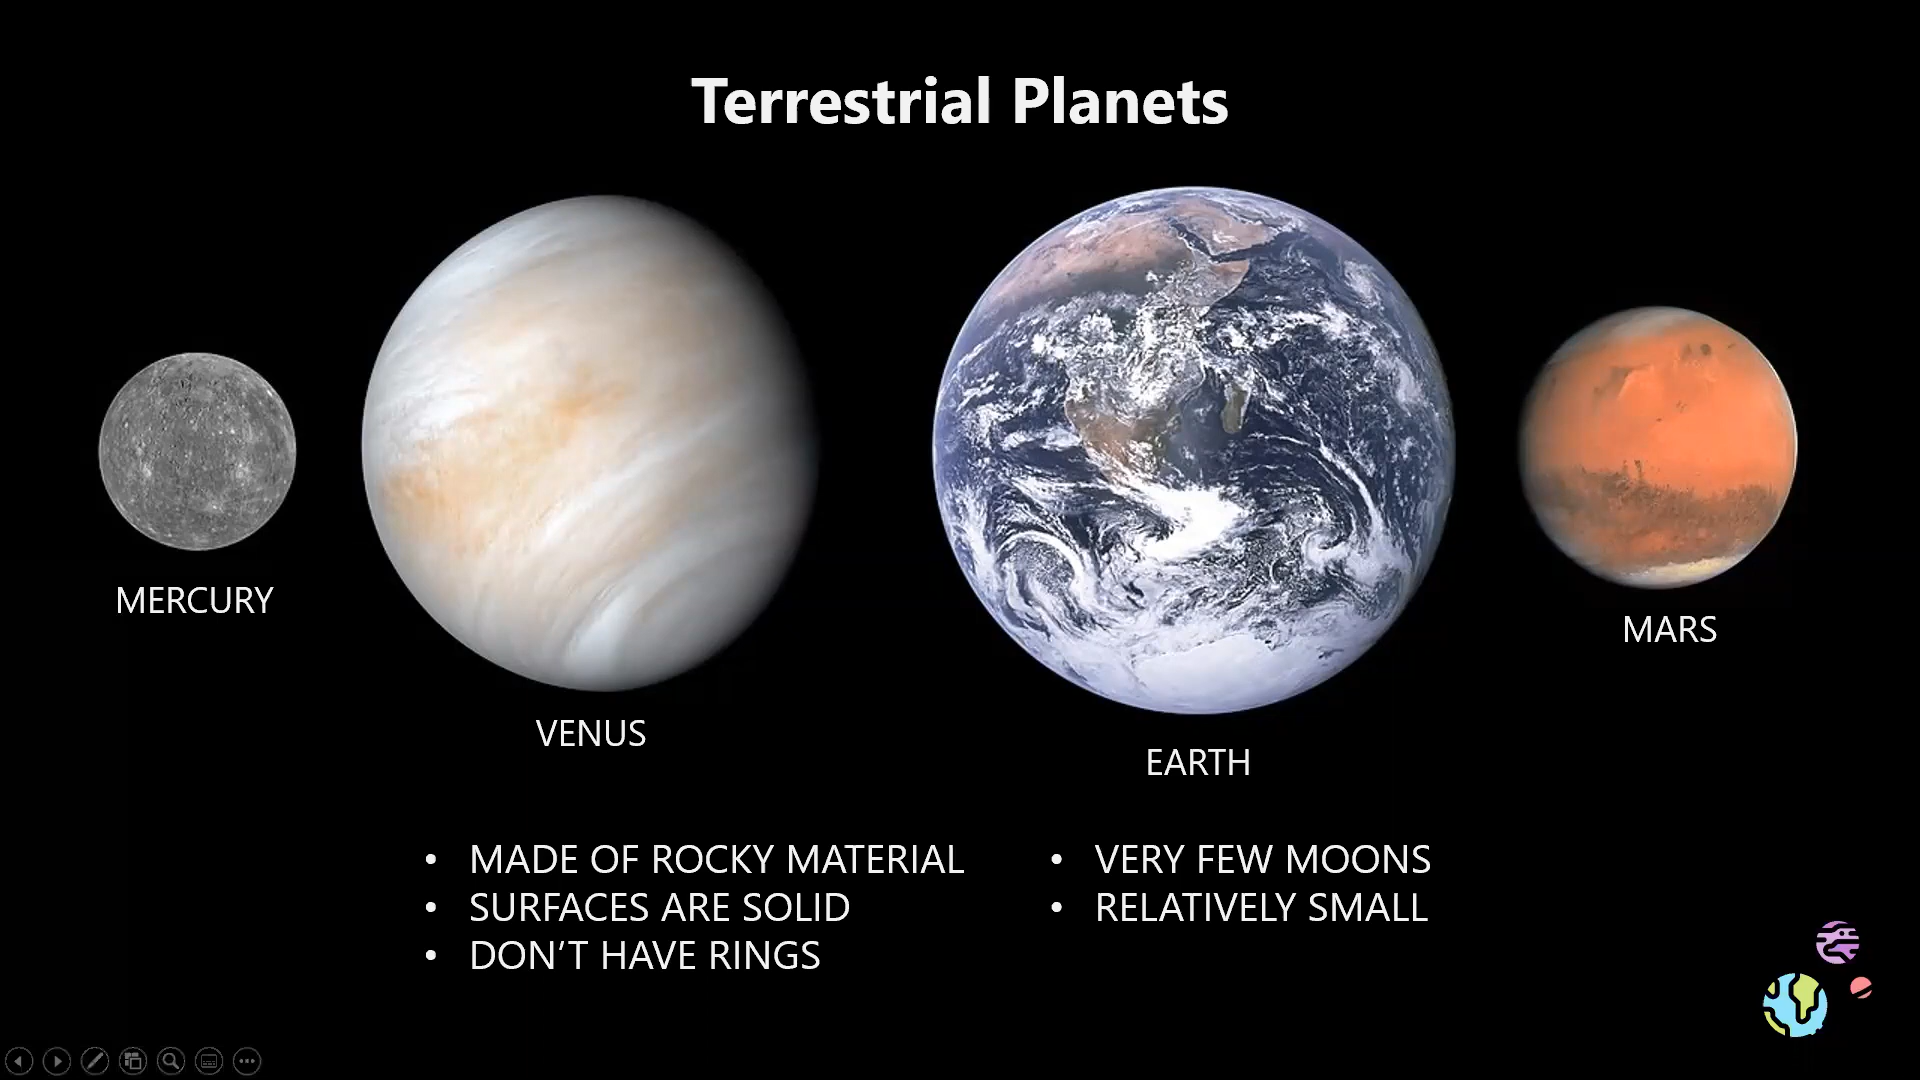 Terrestrial Planets
MERCURY
VENUS
EARTH
MARS
• MADE OF ROCKY MATERIAL
• SURFACES ARE SOLID
• DON’T HAVE RINGS
• VERY FEW MOONS
• RELATIVELY SMALL